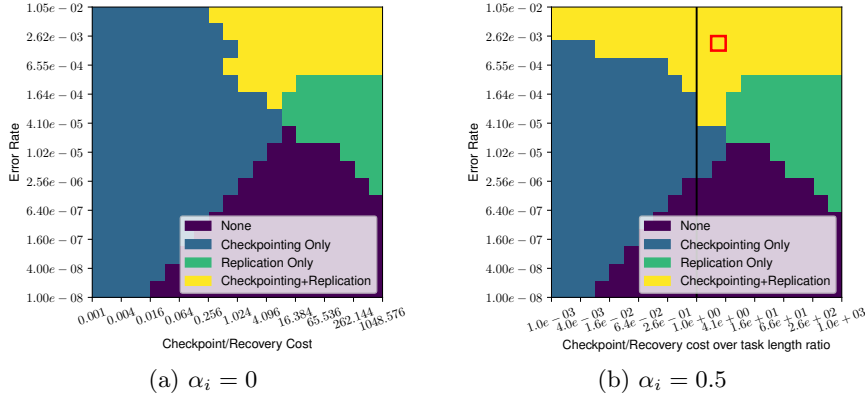 1.05e − 02
2.62e − 03
6.55e − 04
1.64e − 04
4.10e − 05
1.02e − 05
2.56e − 06
6.40e − 07
1.60e − 07
4.00e − 08
1.00e − 08
Error Rate
None
Checkpointing Only
Replication Only
Checkpointing+Replication
0.001
0.004
0.016
0.064
0.256
1.024
4.096
16.384
65.536
262.144
1048.576
Checkpoint/Recovery Cost
(a) αᵢ = 0
1.05e − 02
2.62e − 03
6.55e − 04
1.64e − 04
4.10e − 05
1.02e − 05
2.56e − 06
6.40e − 07
1.60e − 07
4.00e − 08
1.00e − 08
Error Rate
None
Checkpointing Only
Replication Only
Checkpointing+Replication
1.0e − 03
4.0e − 03
1.6e − 02
6.4e − 02
2.6e − 01
1.0e + 00
4.1e + 00
1.6e + 01
6.6e + 01
2.6e + 02
1.0e + 03
Checkpoint/Recovery cost over task length ratio
(b) αᵢ = 0.5